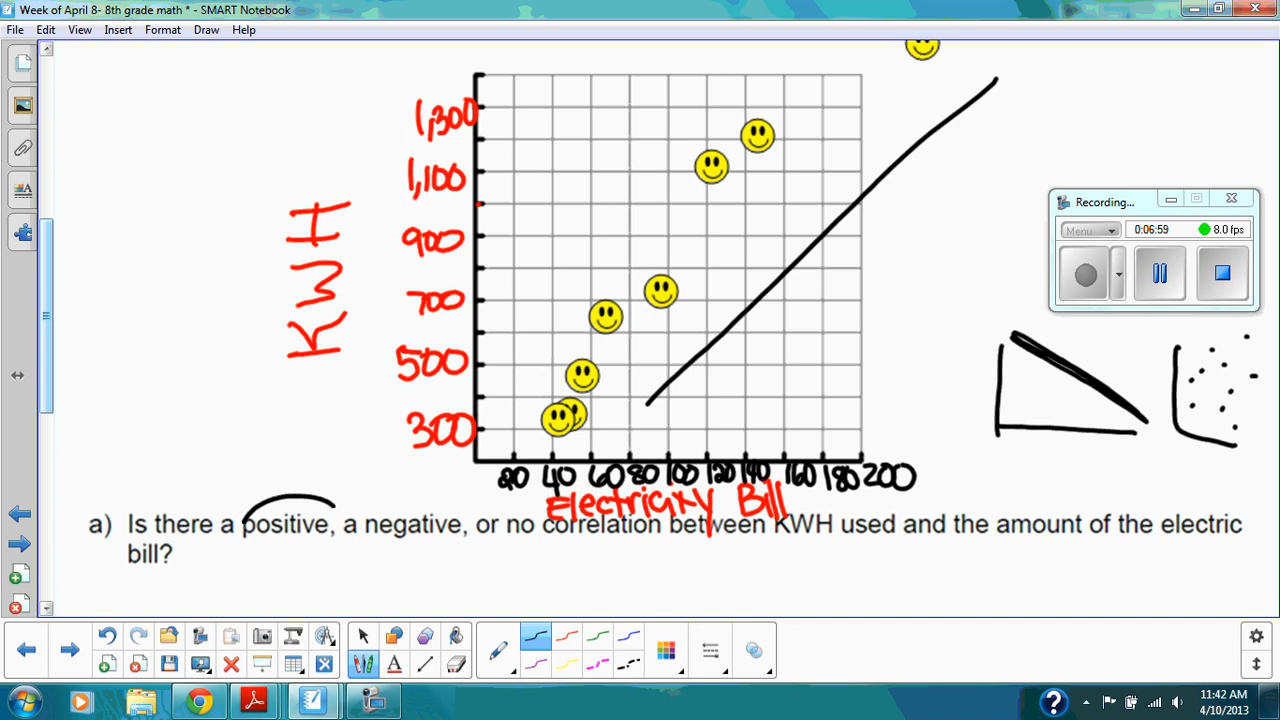 Week of April 8- 8th grade math * - SMART Notebook
File Edit View Insert Format Draw Help
1,300
1,100
900
700
500
300
KWH
20 40 60 80 100 120 140 160 180 200
Electricity Bill
a) Is there a positive, a negative, or no correlation between KWH used and the amount of the electric
bill?
Recording...
Menu 0:06:59 8.0 fps
11:42 AM
4/10/2013